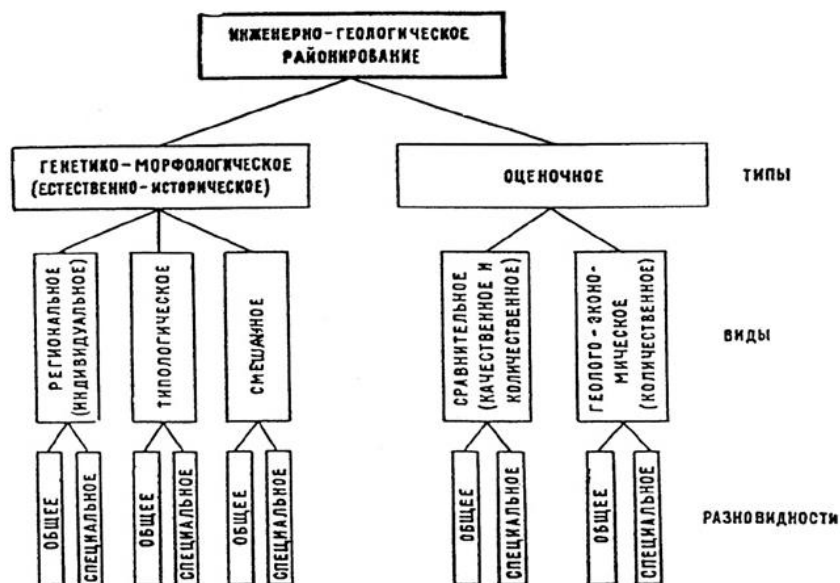 ИНЖЕНЕРНО-ГЕОЛОГИЧЕСКОЕ
РАЙОНИРОВАНИЕ
ГЕНЕТИКО-МОРФОЛОГИЧЕСКОЕ
(ЕСТЕСТВЕННО-ИСТОРИЧЕСКОЕ)
ОЦЕНОЧНОЕ
ТИПЫ
РЕГИОНАЛЬНОЕ
(ИНДИВИДУАЛЬНОЕ)
ТИПОЛОГИЧЕСКОЕ
СМЕШАННОЕ
СРАВНИТЕЛЬНОЕ
(КАЧЕСТВЕННОЕ И
КОЛИЧЕСТВЕННОЕ)
ГЕОЛОГО-ЭКОНО-
МИЧЕСКОЕ
(КОЛИЧЕСТВЕННОЕ)
ВИДЫ
ОБЩЕЕ
СПЕЦИАЛЬНОЕ
ОБЩЕЕ
СПЕЦИАЛЬНОЕ
ОБЩЕЕ
СПЕЦИАЛЬНОЕ
ОБЩЕЕ
СПЕЦИАЛЬНОЕ
ОБЩЕЕ
СПЕЦИАЛЬНОЕ
РАЗНОВИДНОСТИ